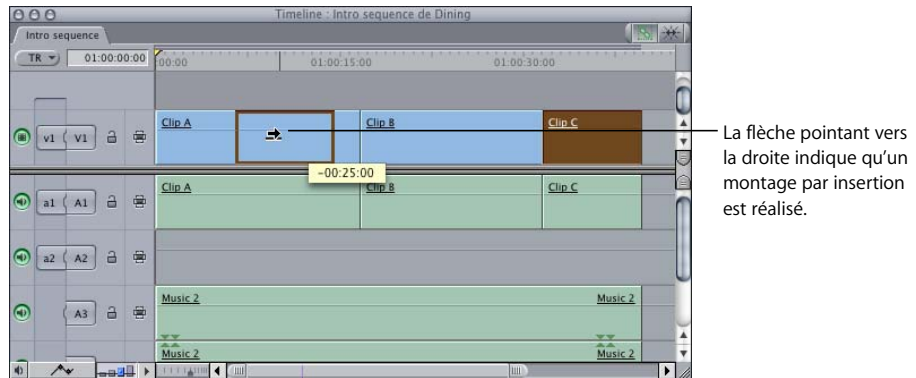 Timeline : Intro sequence de Dining
Intro sequence
TR 01:00:00:00 00:00 01:00:15:00 01:00:30:00
v1 V1 Clip A Clip B Clip C
-00:25:00
a1 A1 Clip A Clip B Clip C
a2 A2
A3 Music 2 Music 2
Music 2 Music 2
La flèche pointant vers
la droite indique qu'un
montage par insertion
est réalisé.